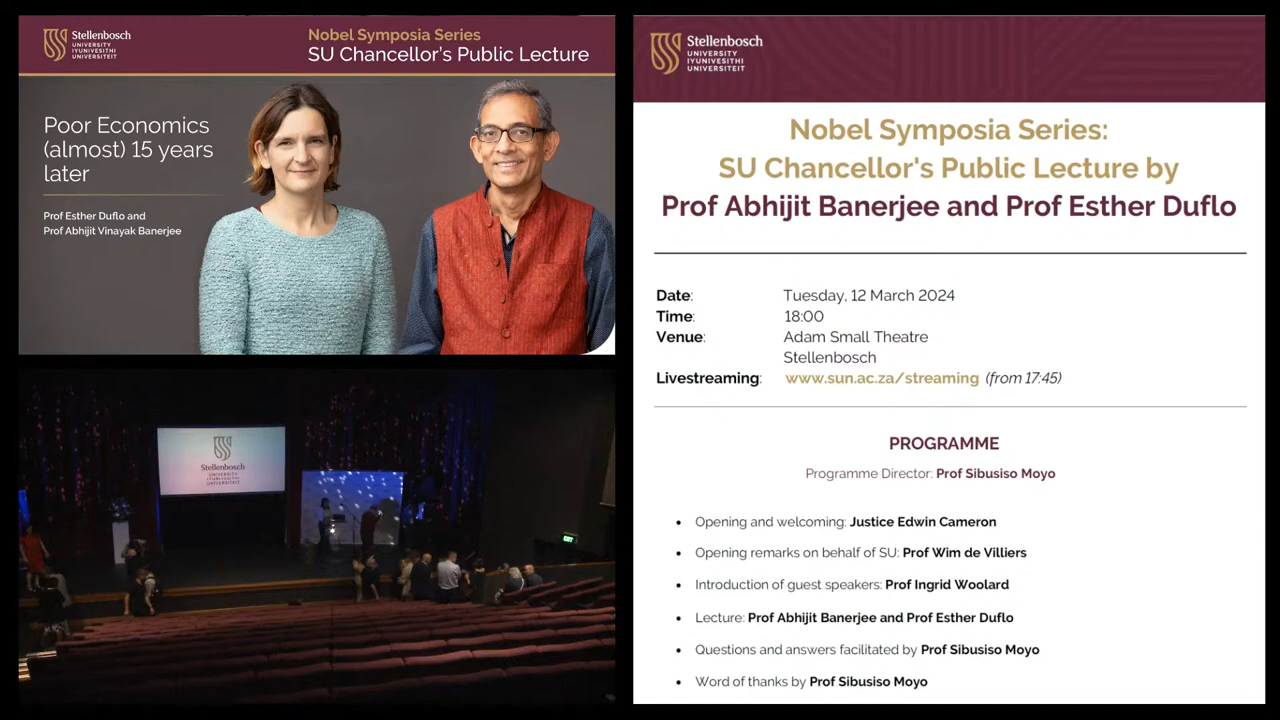 Stellenbosch
UNIVERSITY
IYUNIVESITHI
UNIVERSITEIT
Nobel Symposia Series
SU Chancellor's Public Lecture
Poor Economics
(almost) 15 years
later
Prof Esther Duflo and
Prof Abhijit Vinayak Banerjee
Stellenbosch
UNIVERSITY
IYUNIVESITHI
UNIVERSITEIT
EXIT
Stellenbosch
UNIVERSITY
IYUNIVESITHI
UNIVERSITEIT
Nobel Symposia Series:
SU Chancellor's Public Lecture by
Prof Abhijit Banerjee and Prof Esther Duflo
Date: Tuesday, 12 March 2024
Time: 18:00
Venue: Adam Small Theatre
Stellenbosch
Livestreaming: www.sun.ac.za/streaming (from 17:45)
PROGRAMME
Programme Director: Prof Sibusiso Moyo
• Opening and welcoming: Justice Edwin Cameron
• Opening remarks on behalf of SU: Prof Wim de Villiers
• Introduction of guest speakers: Prof Ingrid Woolard
• Lecture: Prof Abhijit Banerjee and Prof Esther Duflo
• Questions and answers facilitated by Prof Sibusiso Moyo
• Word of thanks by Prof Sibusiso Moyo